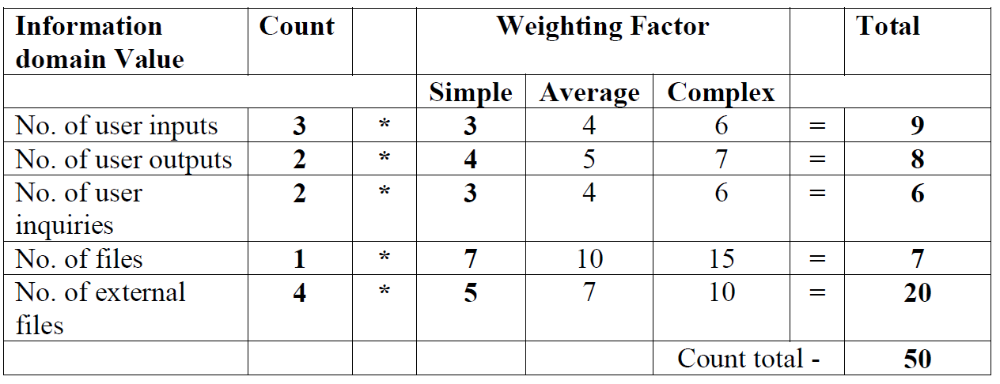 Information domain Value Count Weighting Factor Total
Simple Average Complex
No. of user inputs 3 * 3 4 6 = 9
No. of user outputs 2 * 4 5 7 = 8
No. of user inquiries 2 * 3 4 6 = 6
No. of files 1 * 7 10 15 = 7
No. of external files 4 * 5 7 10 = 20
Count total - 50